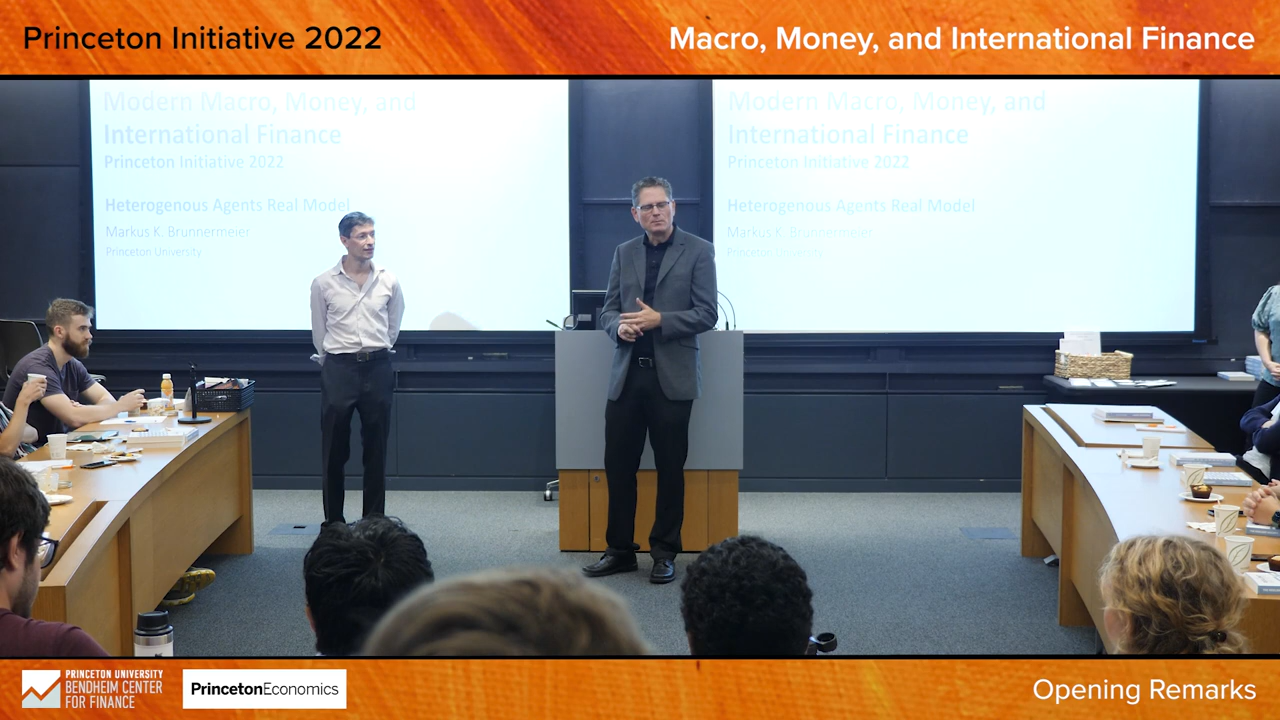 Princeton Initiative 2022
Macro, Money, and International Finance
Modern Macro, Money, and
International Finance
Princeton Initiative 2022
Heterogenous Agents Real Model
Markus K. Brunnermeier
Princeton University
Modern Macro, Money, and
International Finance
Princeton Initiative 2022
Heterogenous Agents Real Model
Markus K. Brunnermeier
Princeton University
PRINCETON UNIVERSITY
BENDHEIM CENTER
FOR FINANCE
PrincetonEconomics
Opening Remarks